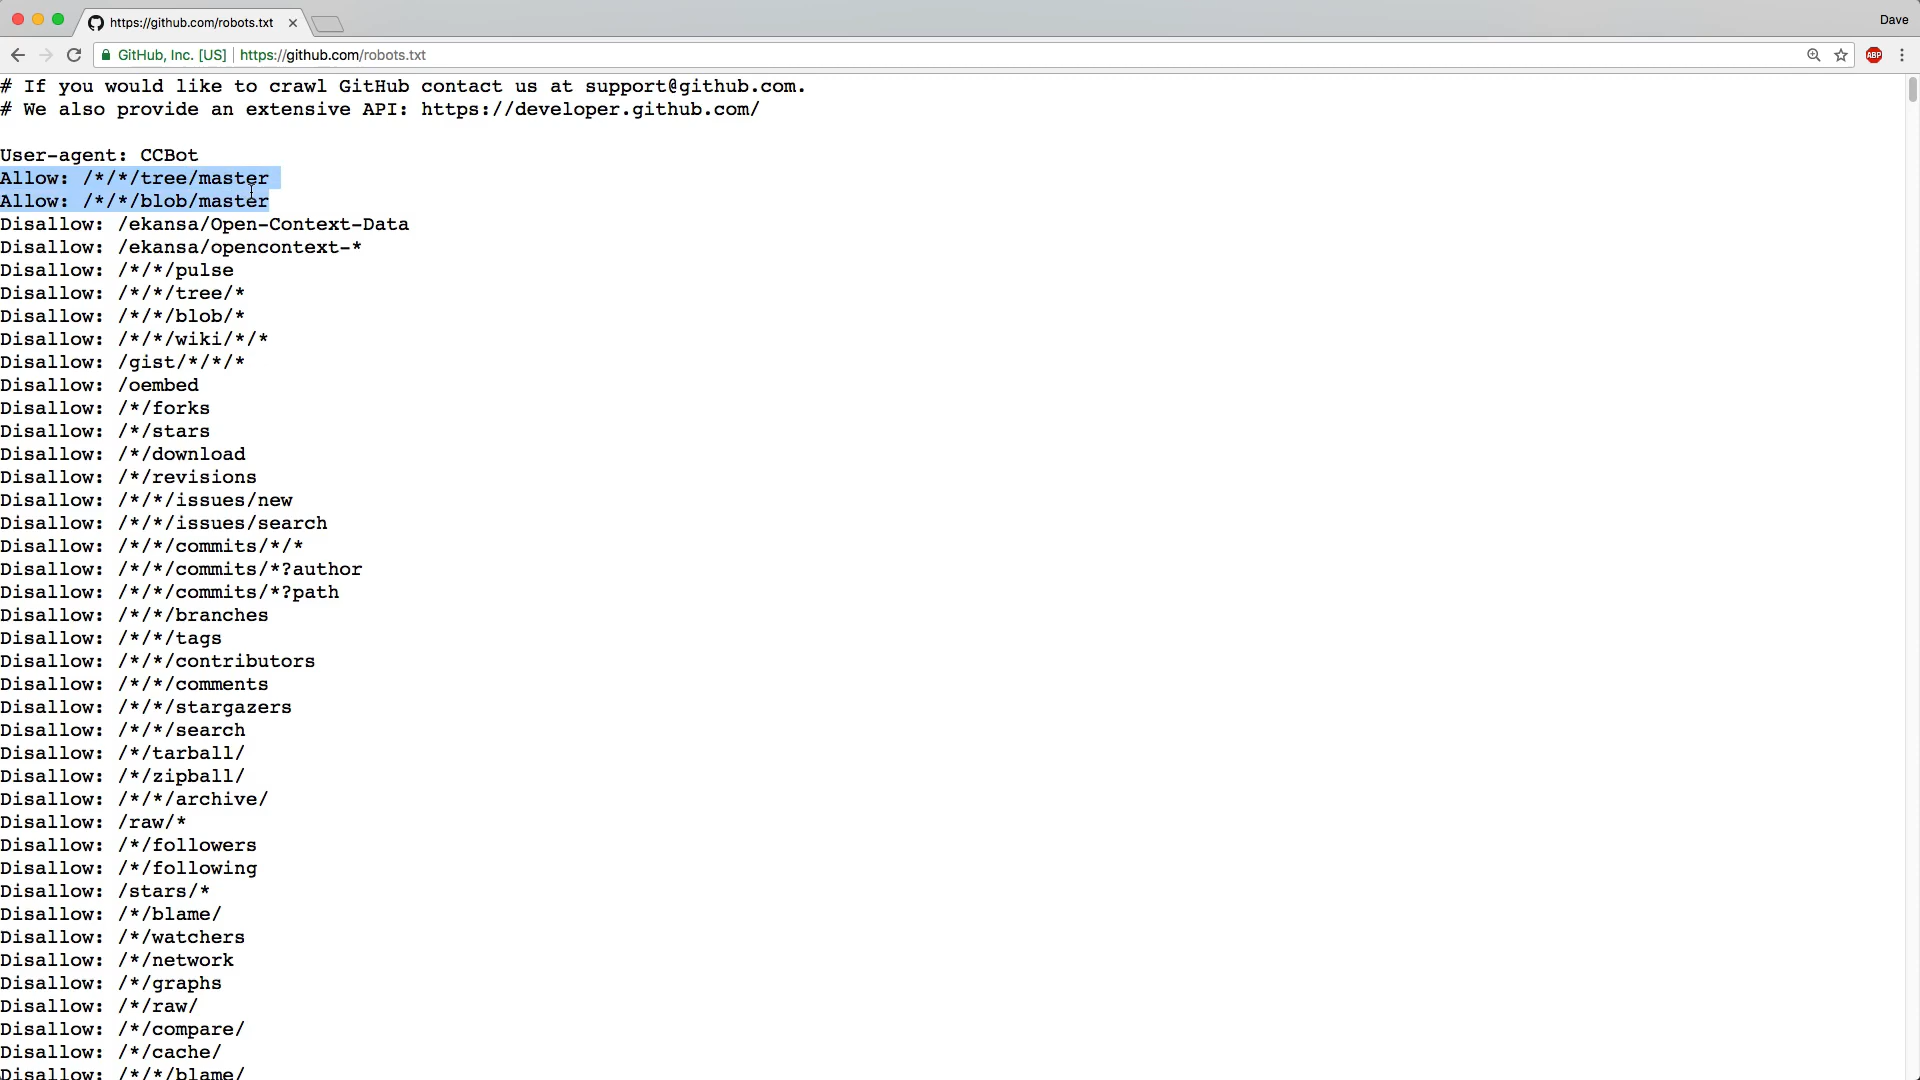 https://github.com/robots.txt
Dave
GitHub, Inc. [US] https://github.com/robots.txt
ABP
# If you would like to crawl GitHub contact us at support@github.com.
# We also provide an extensive API: https://developer.github.com/
User-agent: CCBot
Allow: /*/*/tree/master
Allow: /*/*/blob/master
Disallow: /ekansa/Open-Context-Data
Disallow: /ekansa/opencontext-*
Disallow: /*/*/pulse
Disallow: /*/*/tree/*
Disallow: /*/*/blob/*
Disallow: /*/*/wiki/*/*
Disallow: /gist/*/*/*
Disallow: /oembed
Disallow: /*/forks
Disallow: /*/stars
Disallow: /*/download
Disallow: /*/revisions
Disallow: /*/*/issues/new
Disallow: /*/*/issues/search
Disallow: /*/*/commits/*/*
Disallow: /*/*/commits/*?author
Disallow: /*/*/commits/*?path
Disallow: /*/*/branches
Disallow: /*/*/tags
Disallow: /*/*/contributors
Disallow: /*/*/comments
Disallow: /*/*/stargazers
Disallow: /*/*/search
Disallow: /*/tarball/
Disallow: /*/zipball/
Disallow: /*/*/archive/
Disallow: /raw/*
Disallow: /*/followers
Disallow: /*/following
Disallow: /stars/*
Disallow: /*/blame/
Disallow: /*/watchers
Disallow: /*/network
Disallow: /*/graphs
Disallow: /*/raw/
Disallow: /*/compare/
Disallow: /*/cache/
Disallow: /*/*/blame/